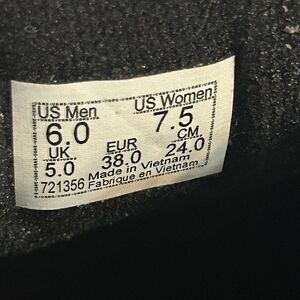 US Men US Women
6.0 7.5
UK EUR CM
5.0 38.0 24.0
Made in Vietnam
721356 Fabrique en Vietnam